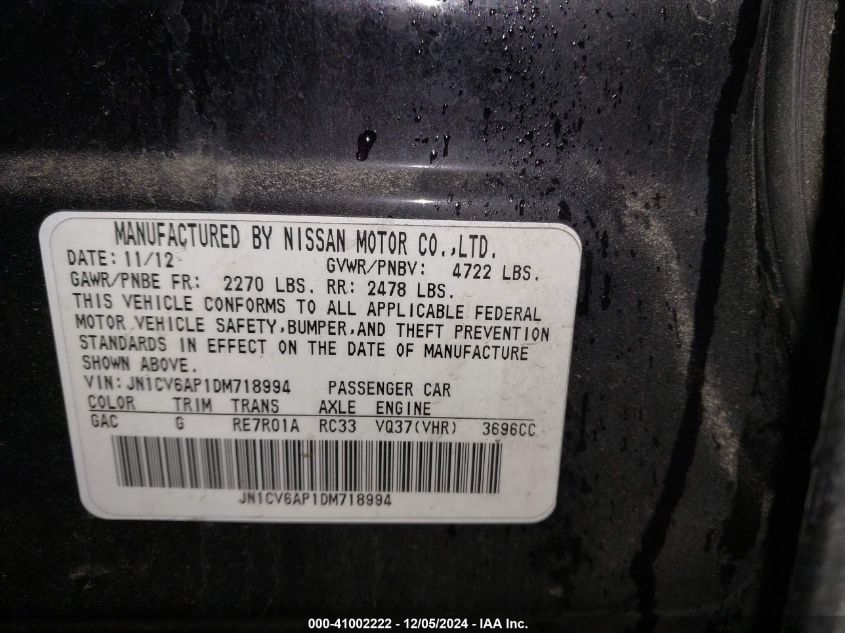 MANUFACTURED BY NISSAN MOTOR CO.,LTD.
DATE: 11/12 GVWR/PNBV: 4722 LBS.
GAWR/PNBE FR: 2270 LBS. RR: 2478 LBS.
THIS VEHICLE CONFORMS TO ALL APPLICABLE FEDERAL
MOTOR VEHICLE SAFETY,BUMPER,AND THEFT PREVENTION
STANDARDS IN EFFECT ON THE DATE OF MANUFACTURE
SHOWN ABOVE.
VIN:JN1CV6AP1DM718994 PASSENGER CAR
COLOR TRIM TRANS AXLE ENGINE
GAC G RE7R01A RC33 VQ37(VHR) 3696CC
JN1CV6AP1DM718994
000-41002222 - 12/05/2024 - IAA Inc.